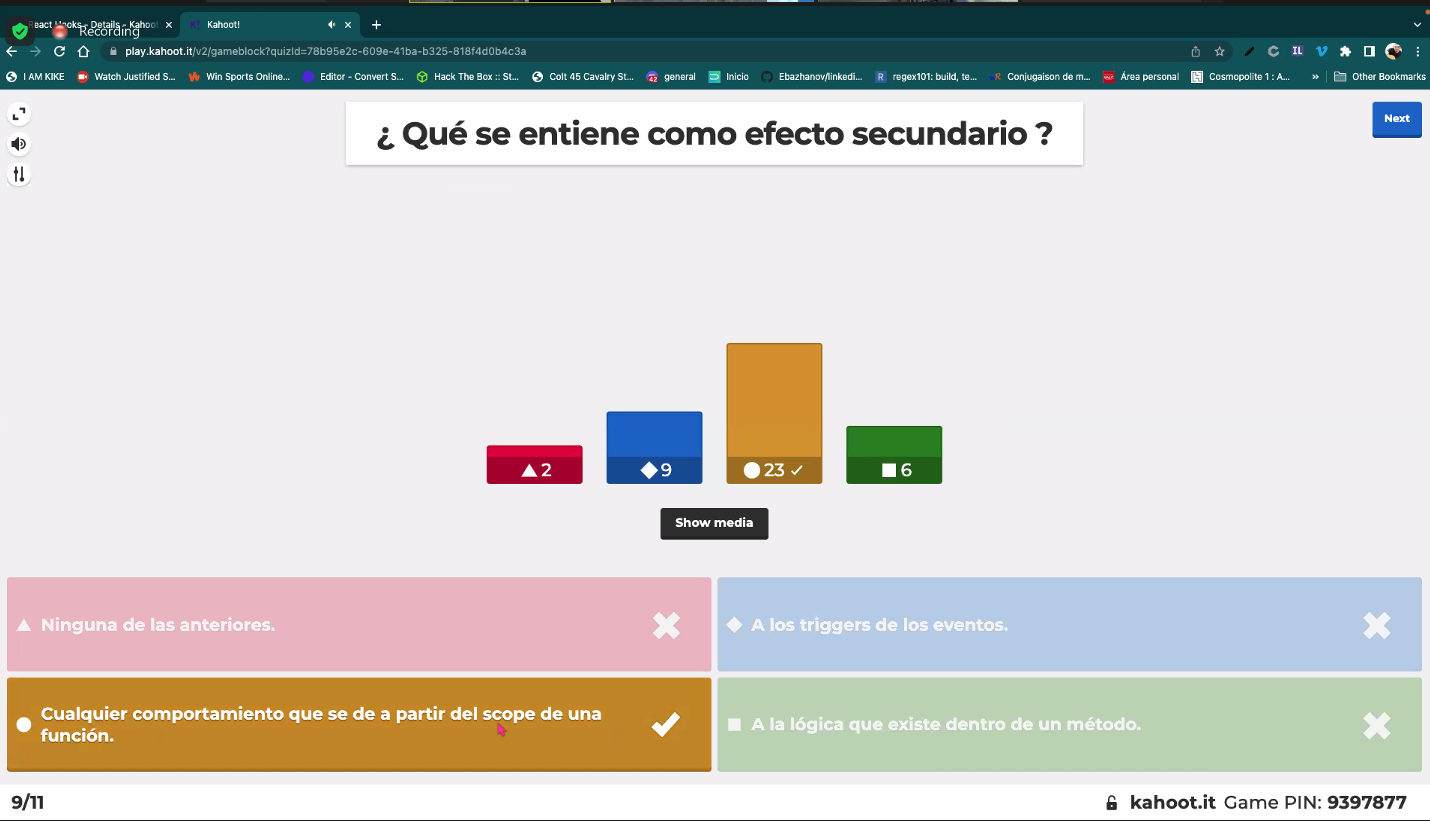 React Hooks - Details - Kahoot
Kahoot!
Recording
play.kahoot.it/v2/gameblock?quizId=78b95e2c-609e-41ba-b325-818f4d0b4c3a
IL
I AM KIKE
Watch Justified S...
Win Sports Online...
Editor - Convert S...
Hack The Box :: St...
Colt 45 Cavalry St...
42 general
Inicio
Ebazhanov/linkedi...
R regex101: build, te...
Conjugaison de m...
Área personal
Cosmopolite 1 : A...
»
Other Bookmarks
¿ Qué se entiene como efecto secundario ?
Next
2
9
23
6
Show media
Ninguna de las anteriores.
A los triggers de los eventos.
Cualquier comportamiento que se de a partir del scope de una
función.
A la lógica que existe dentro de un método.
9/11
kahoot.it Game PIN: 9397877